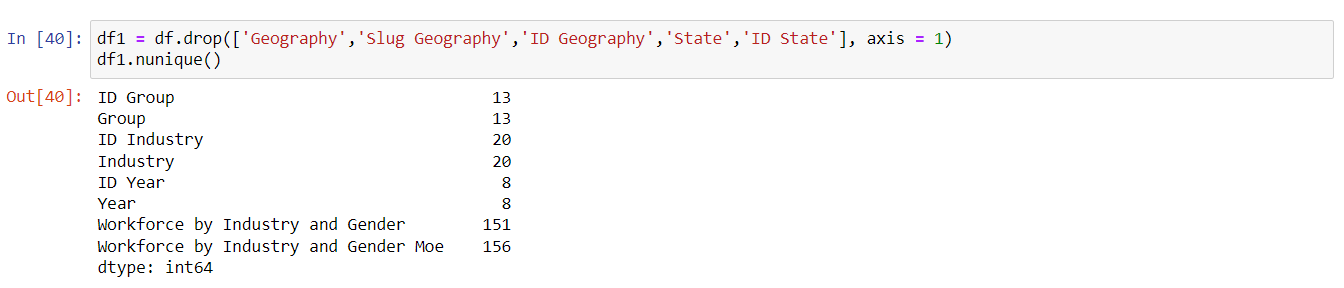 In [40]: df1 = df.drop(['Geography','Slug Geography','ID Geography','State','ID State'], axis = 1)
df1.nunique()
Out[40]: ID Group 13
Group 13
ID Industry 20
Industry 20
ID Year 8
Year 8
Workforce by Industry and Gender 151
Workforce by Industry and Gender Moe 156
dtype: int64